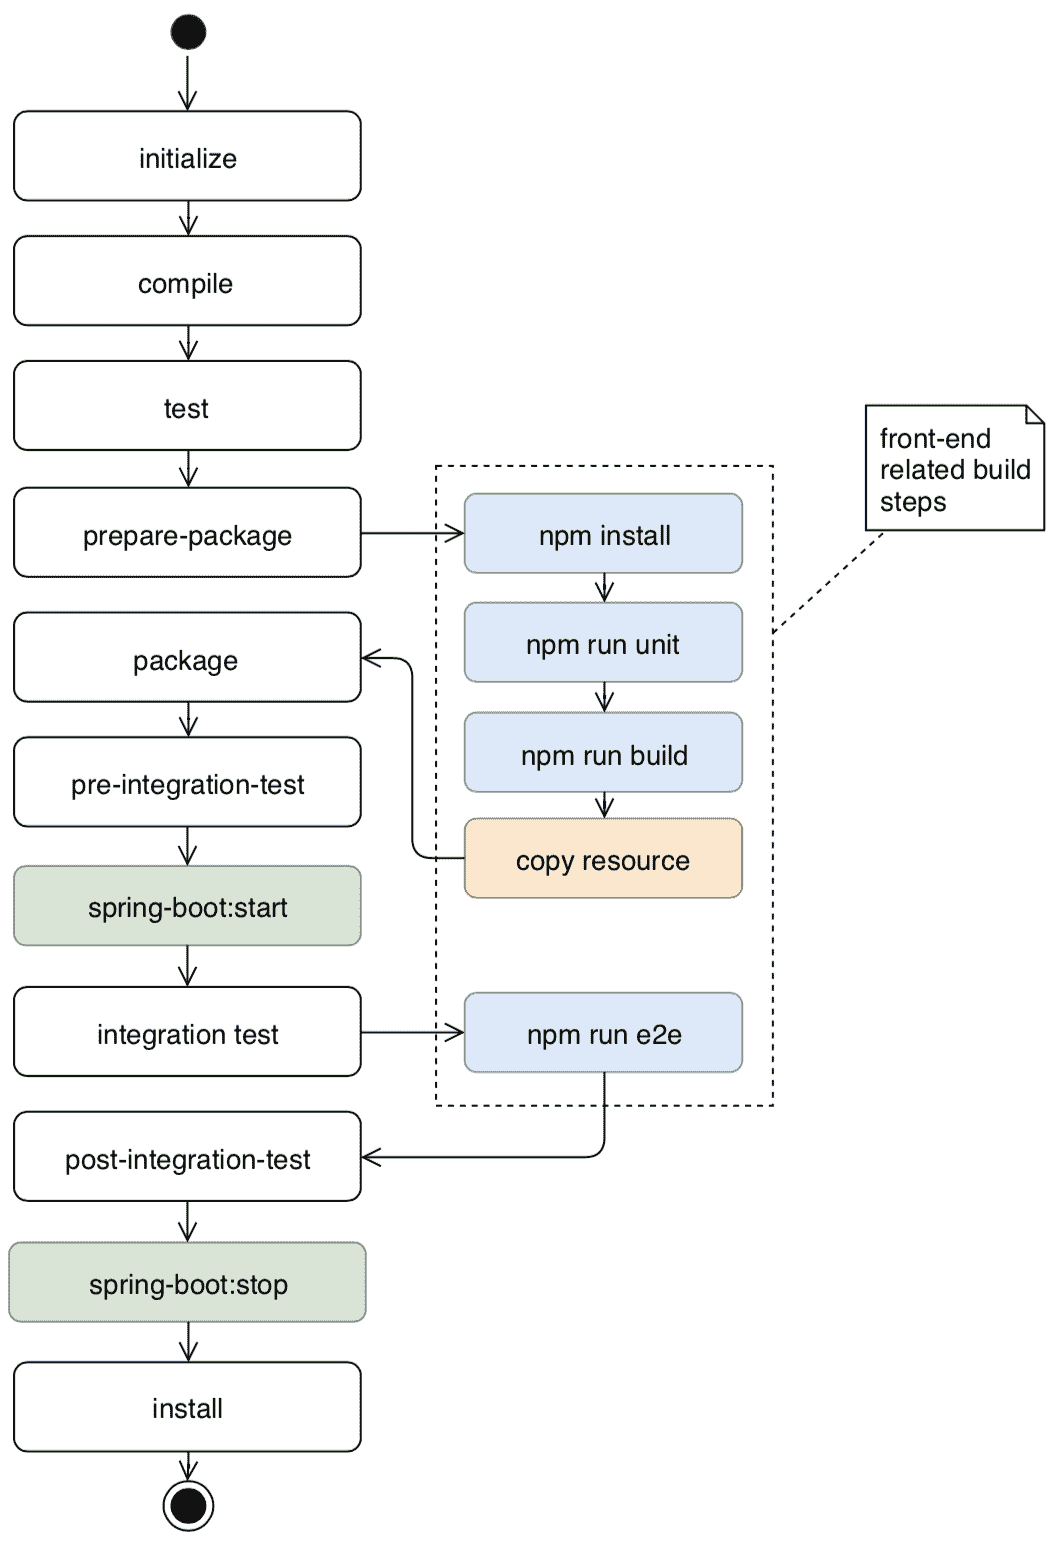 initialize
compile
test
prepare-package
npm install
front-end
related build
steps
npm run unit
package
npm run build
pre-integration-test
copy resource
spring-boot:start
integration test
npm run e2e
post-integration-test
spring-boot:stop
install